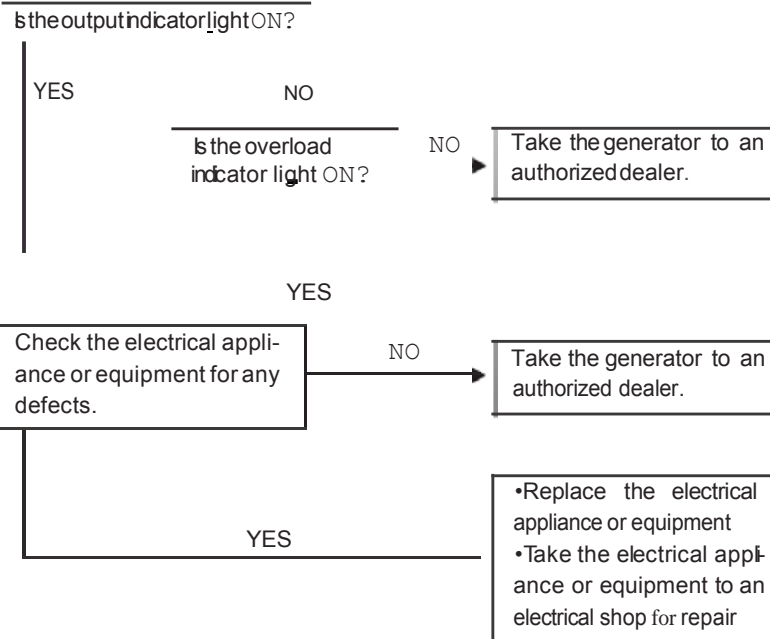 Is the output indicator light ON?
YES
NO
Is the overload
indicator light ON?
NO
Take the generator to an
authorized dealer.
YES
Check the electrical appli-
ance or equipment for any
defects.
NO
Take the generator to an
authorized dealer.
YES
•Replace the electrical
appliance or equipment
•Take the electrical appli-
ance or equipment to an
electrical shop for repair